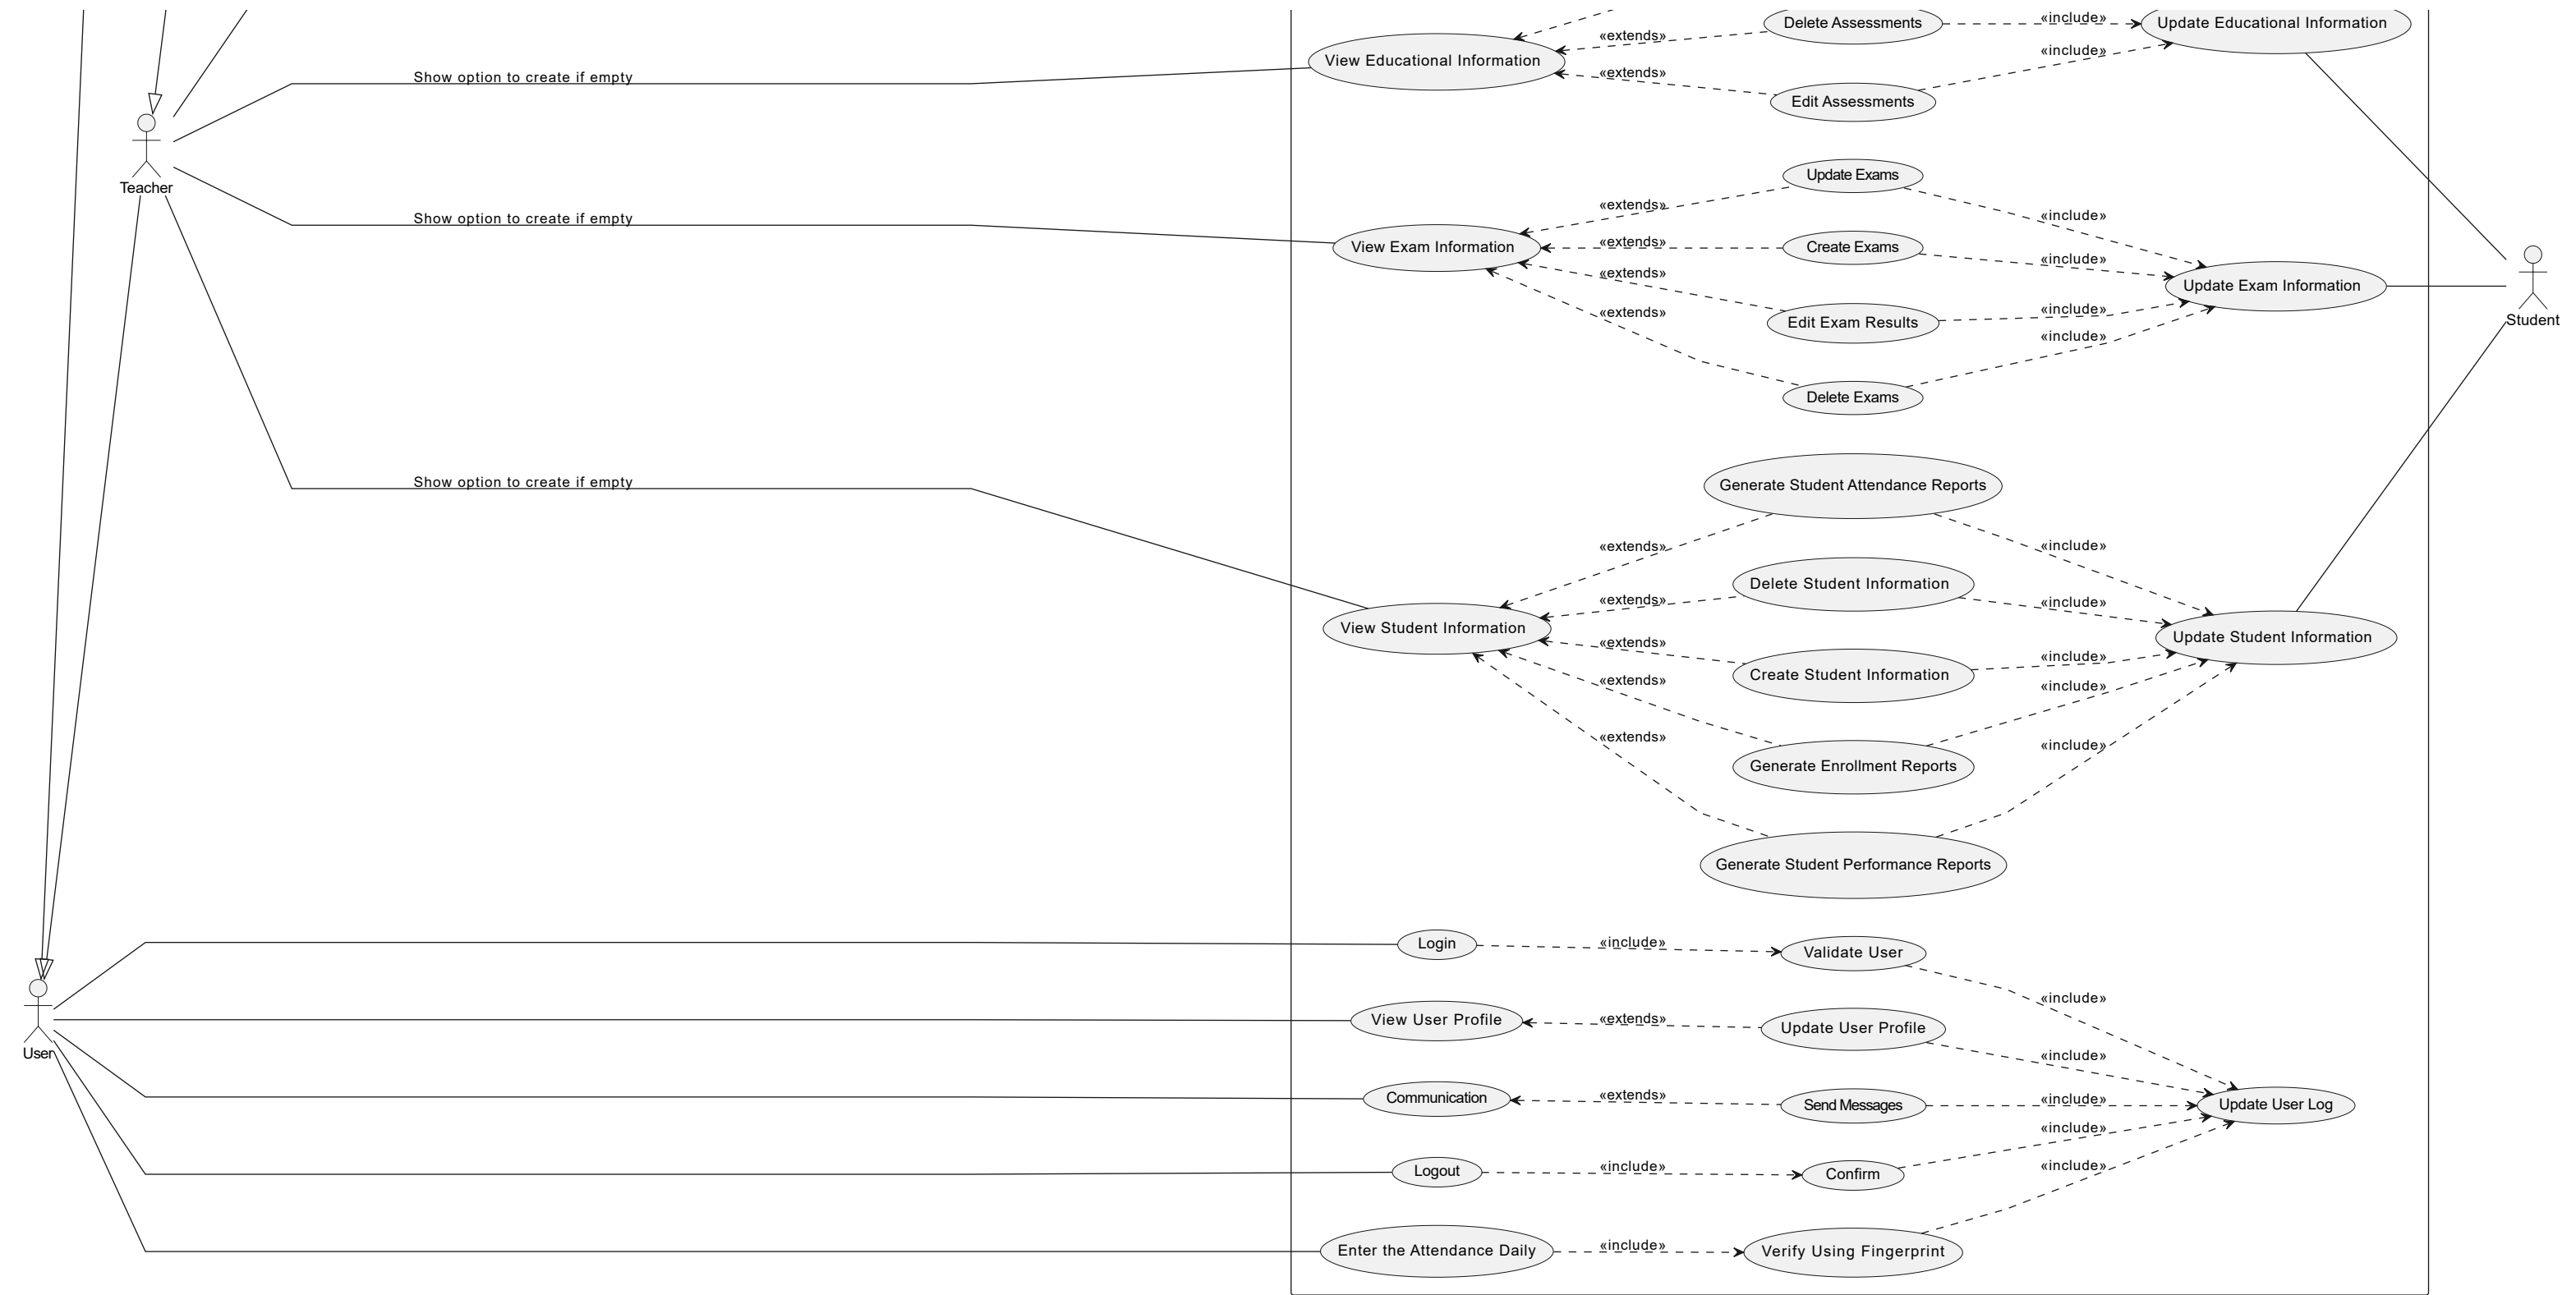 Delete Assessments
«include»
Update Educational Information
«extends»
«include»
View Educational Information
Show option to create if empty
«extends»
Edit Assessments
Teacher
Update Exams
«extends»
«include»
Show option to create if empty
View Exam Information
«extends»
Create Exams
«include»
«extends»
Update Exam Information
«include»
Edit Exam Results
«extends»
«include»
Student
Delete Exams
Show option to create if empty
Generate Student Attendance Reports
«extends»
«include»
Delete Student Information
«extends»
«include»
View Student Information
Update Student Information
«extends»
«include»
Create Student Information
«extends»
«include»
«extends»
«include»
Generate Enrollment Reports
Generate Student Performance Reports
Login
«include»
Validate User
«include»
View User Profile
«extends»
Update User Profile
User
«include»
Communication
«extends»
Send Messages
«include»
Update User Log
«include»
Logout
«include»
Confirm
«include»
Enter the Attendance Daily
«include»
Verify Using Fingerprint